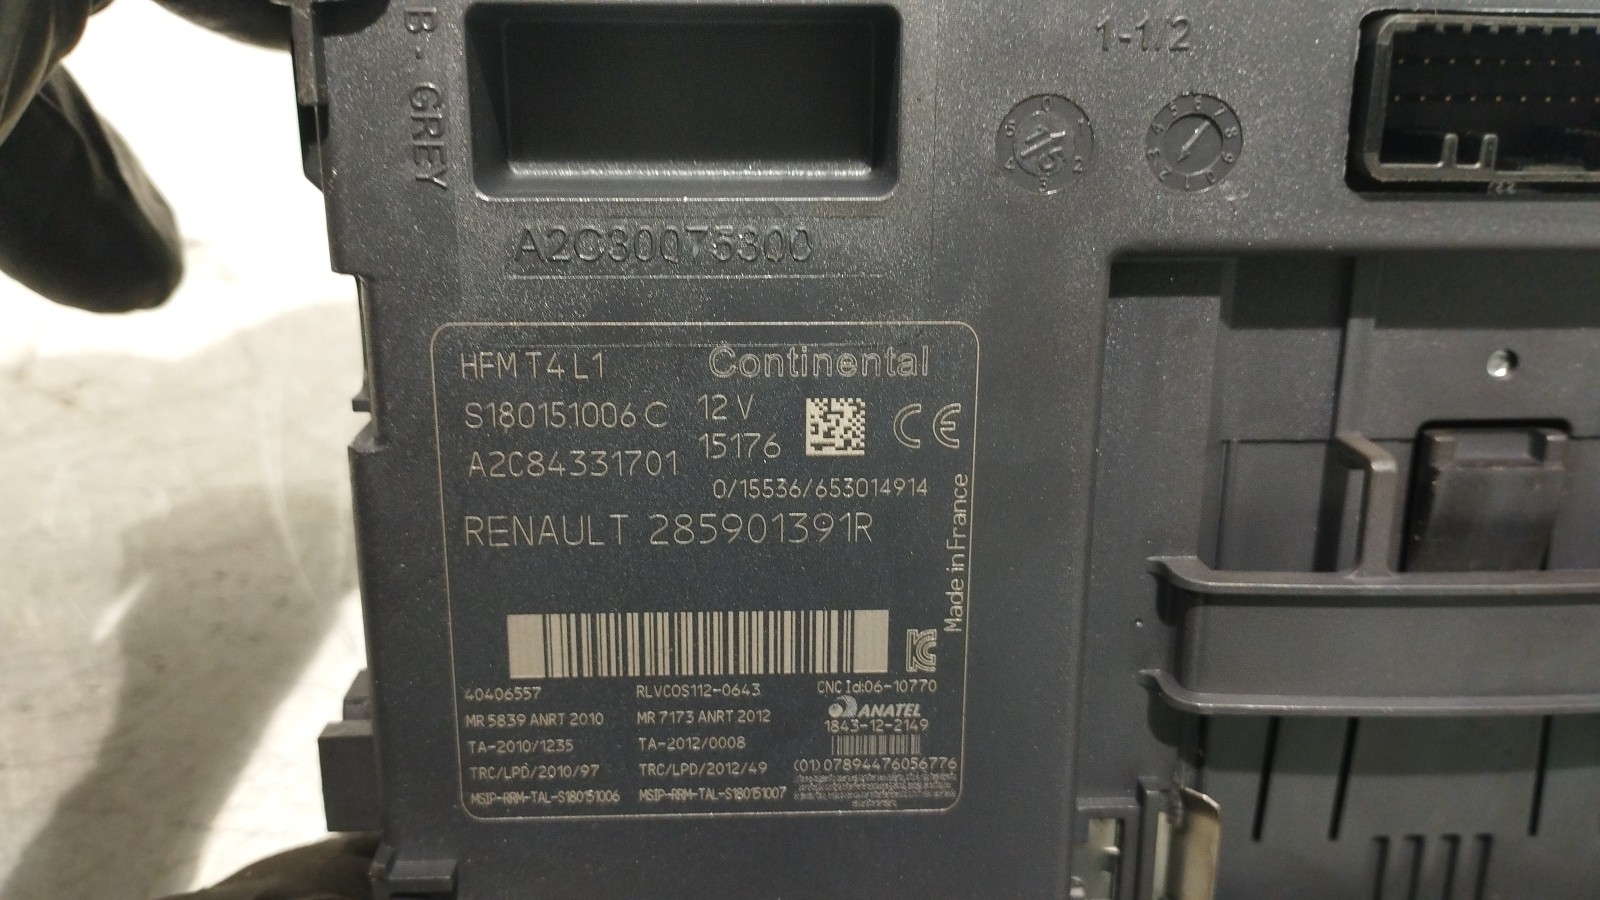 B - GREY
1-1/2
A2C30075300
HFM T4 L1
Continental
S180151006 C
12 V
15176
A2C84331701
CE
0/15536/653014914
RENAULT 285901391R
Made in France
40406557
RLVCOS112-0643
CNC Id:06-10770
MR 5839 ANRT 2010
MR 7173 ANRT 2012
ANATEL
1843-12-2149
TA-2010/1235
TA-2012/0008
TRC/LPD/2010/97
TRC/LPD/2012/49
(01)07894476056776
MSIP-RRM-TAL-S180151006
MSIP-RRM-TAL-S180151007